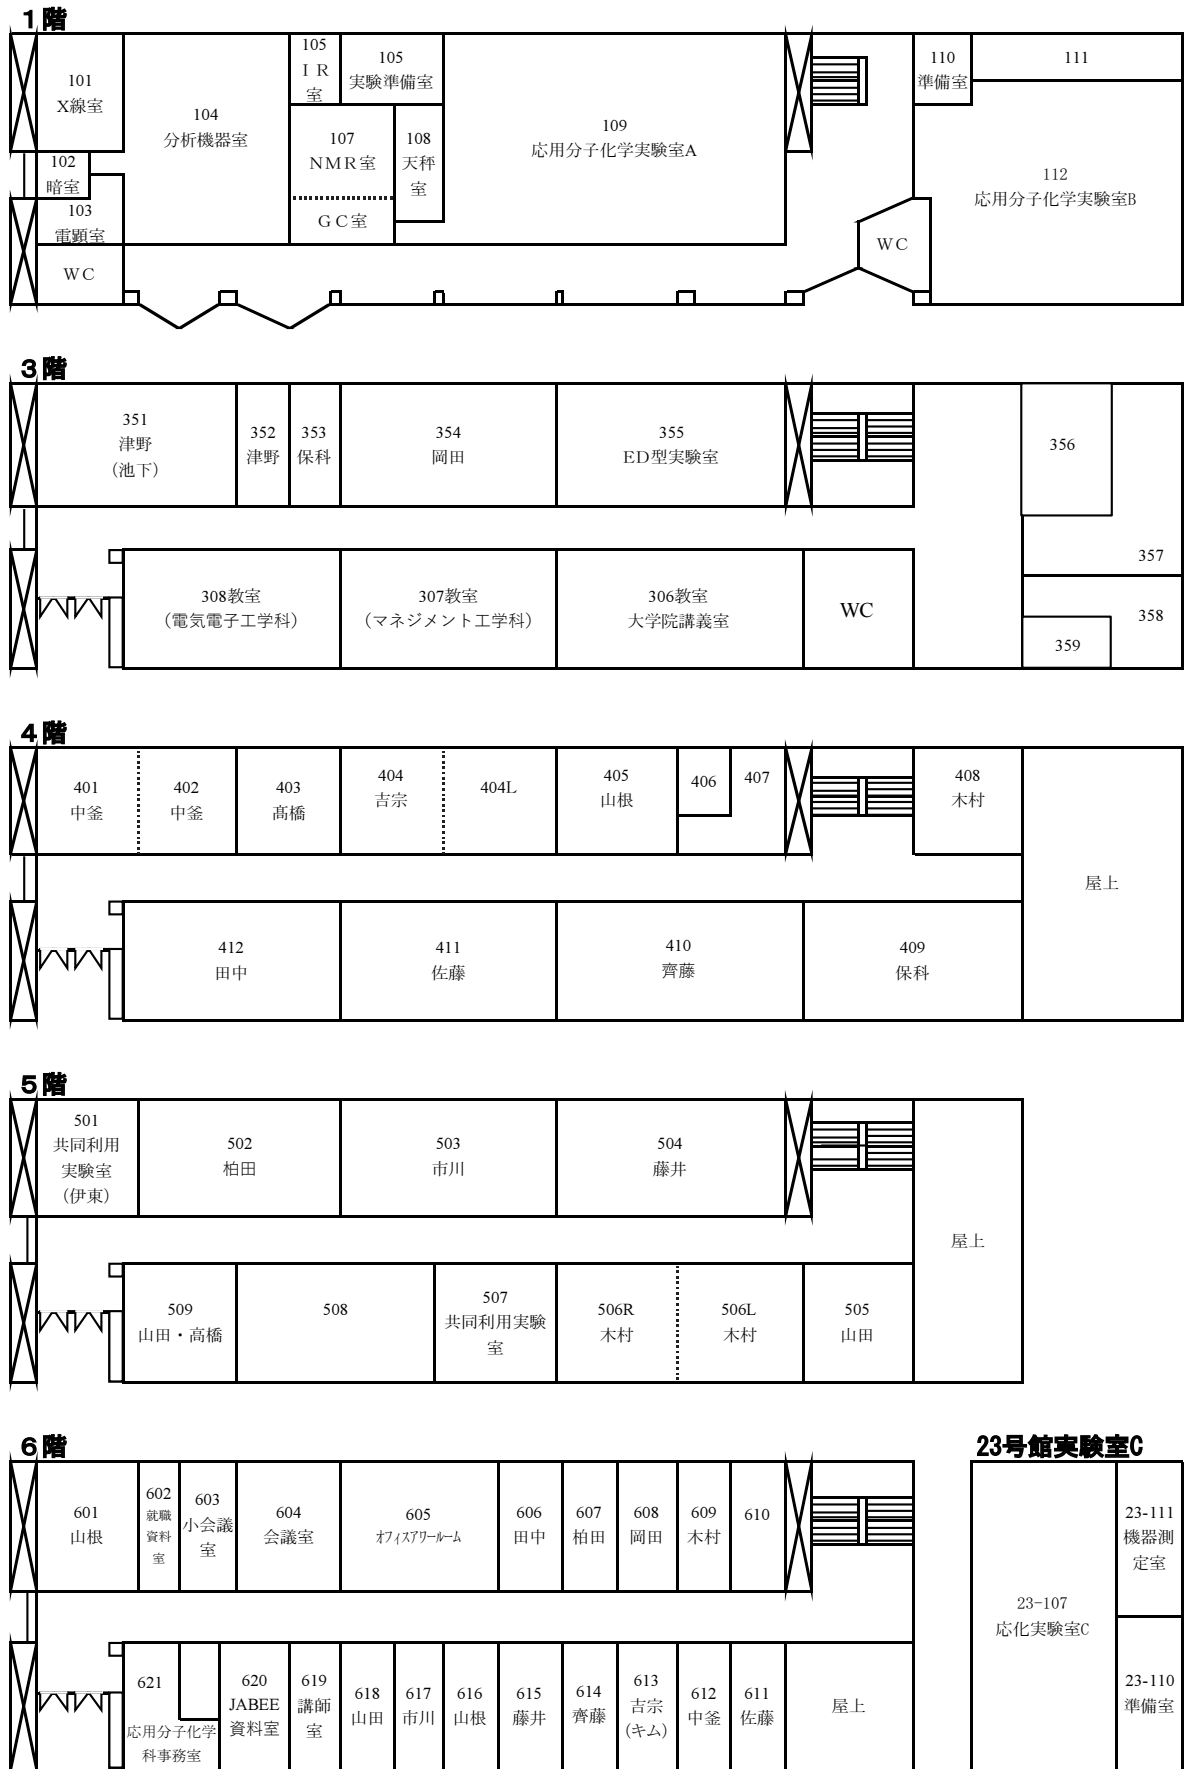 １階
101
X線室
102
暗室
103
電顕室
ＷＣ
104
分析機器室
105
ＩＲ
室
105
実験準備室
107
ＮＭＲ室
ＧＣ室
108
天秤
室
109
応用分子化学実験室A
ＷＣ
110
準備室
111
112
応用分子化学実験室B
３階
351
津野
（池下）
352
津野
353
保科
354
岡田
355
ED型実験室
356
357
358
359
308教室
（電気電子工学科）
307教室
（マネジメント工学科）
306教室
大学院講義室
WC
４階
401
中釜
402
中釜
403
髙橋
404
吉宗
404L
405
山根
406
407
408
木村
屋上
412
田中
411
佐藤
410
齊藤
409
保科
５階
501
共同利用
実験室
（伊東）
502
柏田
503
市川
504
藤井
屋上
509
山田・高橋
508
507
共同利用実験
室
506R
木村
506L
木村
505
山田
６階
601
山根
602
就職
資料
室
603
小会議
室
604
会議室
605
ｵﾌｨｽｱﾜｰﾙｰﾑ
606
田中
607
柏田
608
岡田
609
木村
610
621
応用分子化学
科事務室
620
JABEE
資料室
619
講師
室
618
山田
617
市川
616
山根
615
藤井
614
齊藤
613
吉宗
(キム)
612
中釜
611
佐藤
屋上
23号館実験室C
23-107
応化実験室C
23-111
機器測
定室
23-110
準備室